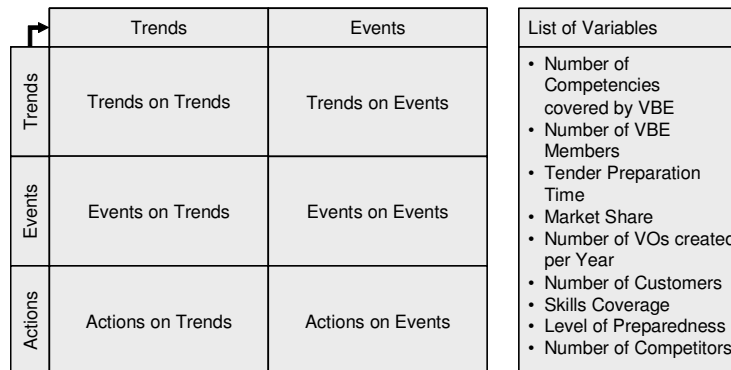 Trends
Events
Trends
Trends on Trends
Trends on Events
Events
Events on Trends
Events on Events
Actions
Actions on Trends
Actions on Events
List of Variables
• Number of
Competencies
covered by VBE
• Number of VBE
Members
• Tender Preparation
Time
• Market Share
• Number of VOs created
per Year
• Number of Customers
• Skills Coverage
• Level of Preparedness
• Number of Competitors